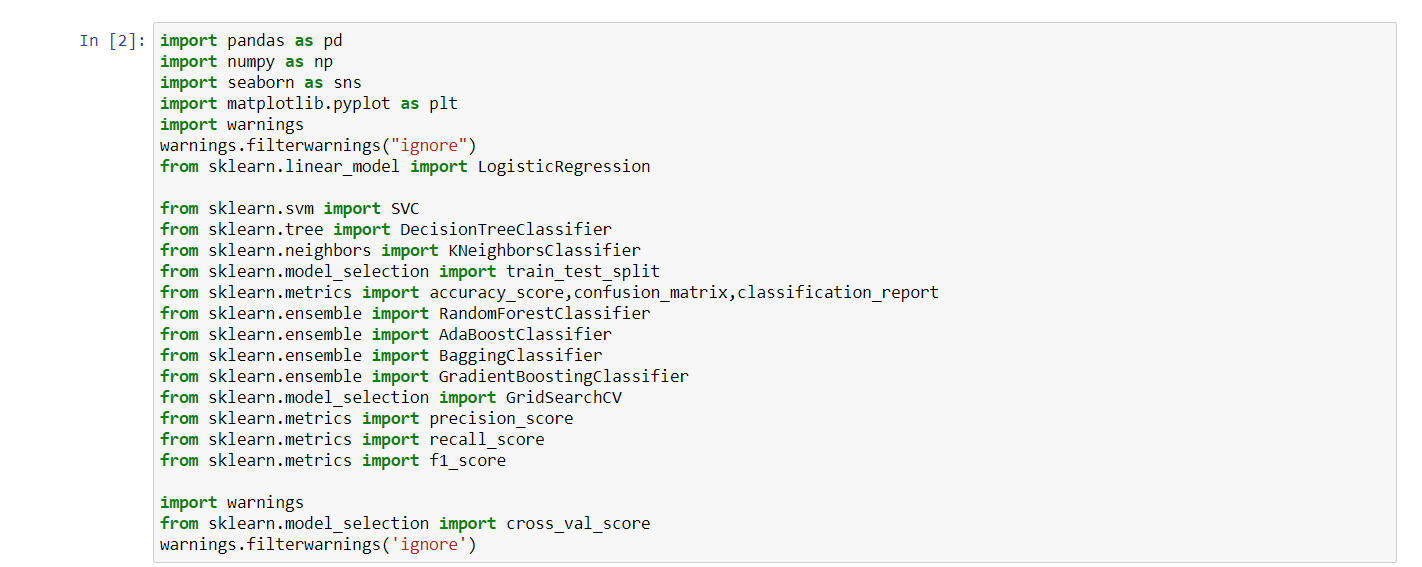 In [2]: import pandas as pd
import numpy as np
import seaborn as sns
import matplotlib.pyplot as plt
import warnings
warnings.filterwarnings("ignore")
from sklearn.linear_model import LogisticRegression
from sklearn.svm import SVC
from sklearn.tree import DecisionTreeClassifier
from sklearn.neighbors import KNeighborsClassifier
from sklearn.model_selection import train_test_split
from sklearn.metrics import accuracy_score,confusion_matrix,classification_report
from sklearn.ensemble import RandomForestClassifier
from sklearn.ensemble import AdaBoostClassifier
from sklearn.ensemble import BaggingClassifier
from sklearn.ensemble import GradientBoostingClassifier
from sklearn.model_selection import GridSearchCV
from sklearn.metrics import precision_score
from sklearn.metrics import recall_score
from sklearn.metrics import f1_score
import warnings
from sklearn.model_selection import cross_val_score
warnings.filterwarnings('ignore')